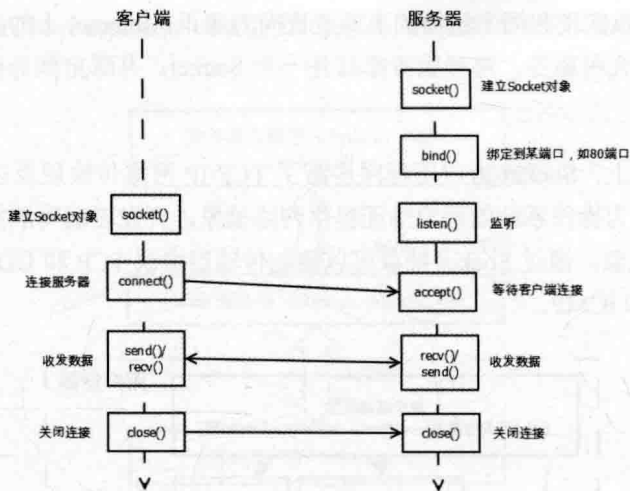 客户端
服务器
socket()
建立Socket对象
bind()
绑定到某端口，如80端口
建立Socket对象
socket()
listen()
监听
连接服务器
connect()
accept()
等待客户端连接
收发数据
send()/
recv()
recv()/
send()
收发数据
关闭连接
close()
close()
关闭连接